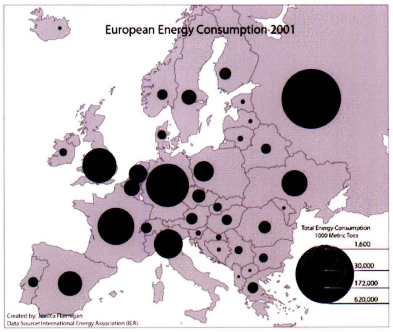 European Energy Consumption 2001
Total Energy Consumption
1000 Metric Toes
1,600
30,000
172,000
620,000
Created by: Jessica Flannigan
Data Source: International Energy Association (IEA)